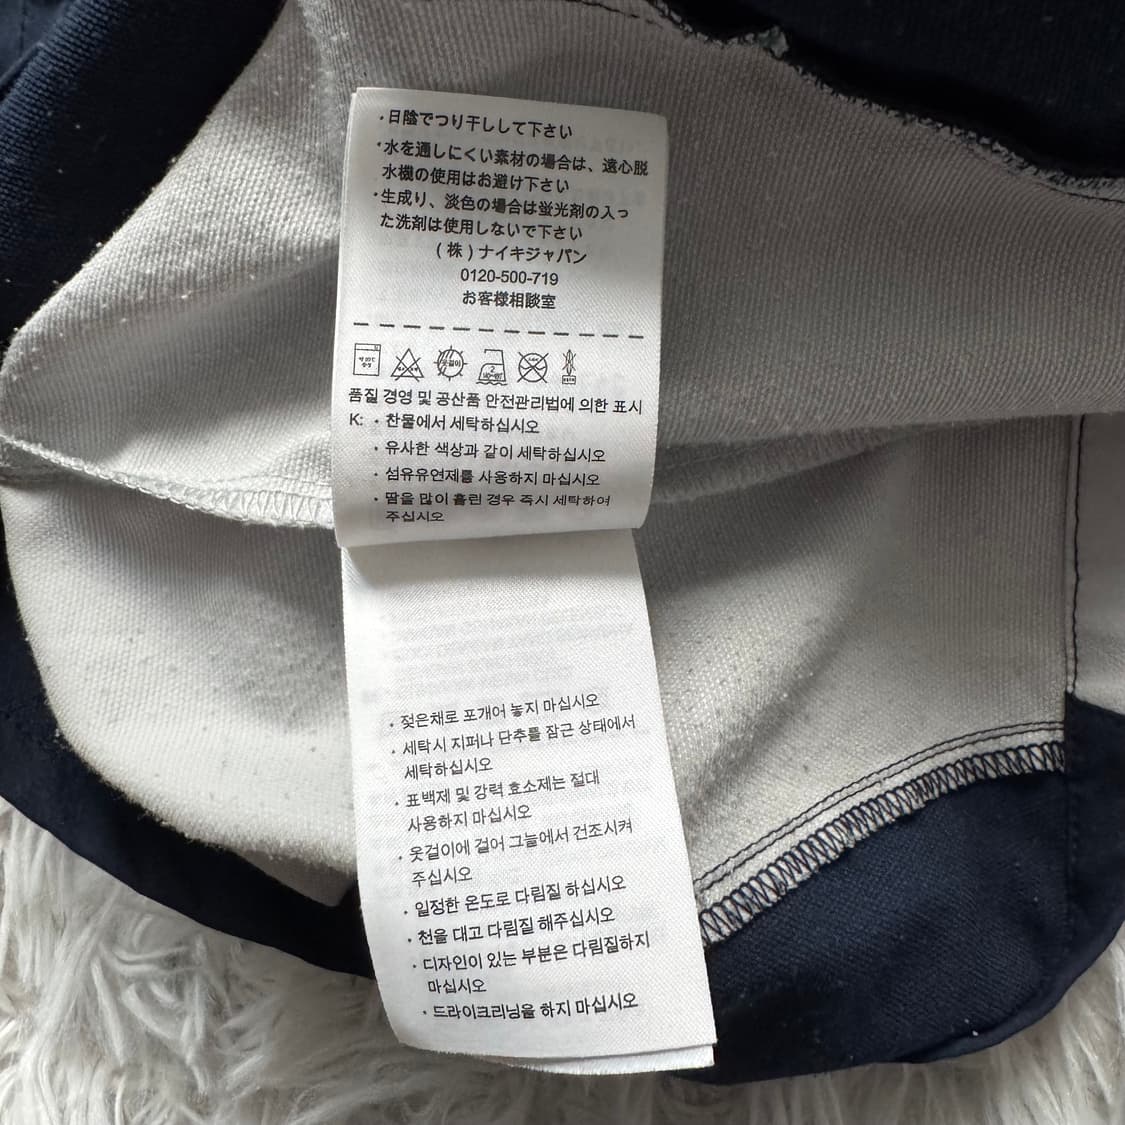 ・日陰でつり干しして下さい
・水を通しにくい素材の場合は、遠心脱
水機の使用はお避け下さい
・生成り、淡色の場合は蛍光剤の入っ
た洗剤は使用しないで下さい
(株)ナイキジャパン
0120-500-719
お客様相談室
품질 경영 및 공산품 안전관리법에 의한 표시
K: • 찬물에서 세탁하십시오
• 유사한 색상과 같이 세탁하십시오
• 섬유유연제를 사용하지 마십시오
• 땀을 많이 흘린 경우 즉시 세탁하여
주십시오
• 젖은채로 포개어 놓지 마십시오
• 세탁시 지퍼나 단추를 잠근 상태에서
세탁하십시오
• 표백제 및 강력 효소제는 절대
사용하지 마십시오
• 옷걸이에 걸어 그늘에서 건조시켜
주십시오
• 일정한 온도로 다림질 하십시오
• 천을 대고 다림질 해주십시오
• 디자인이 있는 부분은 다림질하지
마십시오
• 드라이크리닝을 하지 마십시오